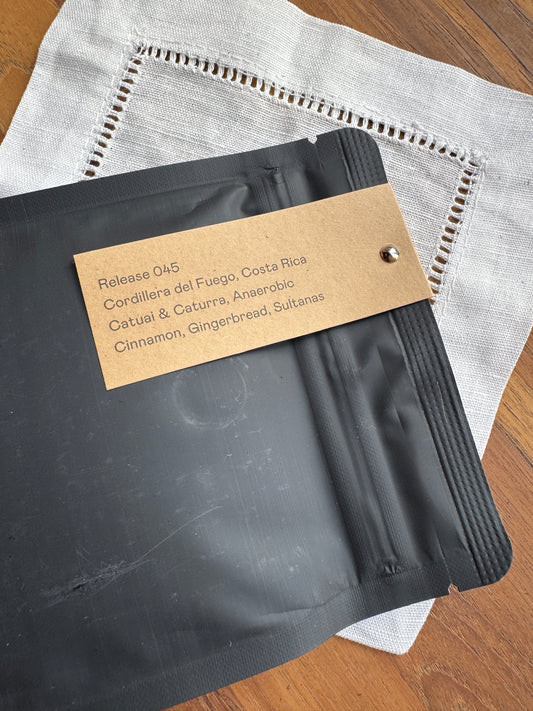 Release 045
Cordillera del Fuego, Costa Rica
Catuai & Caturra, Anaerobic
Cinnamon, Gingerbread, Sultanas